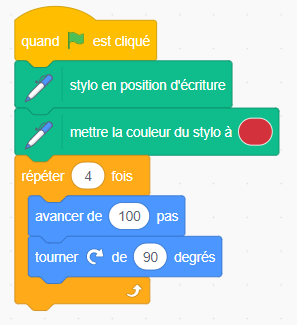 quand est cliqué
stylo en position d'écriture
mettre la couleur du stylo à
répéter 4 fois
avancer de 100 pas
tourner de 90 degrés